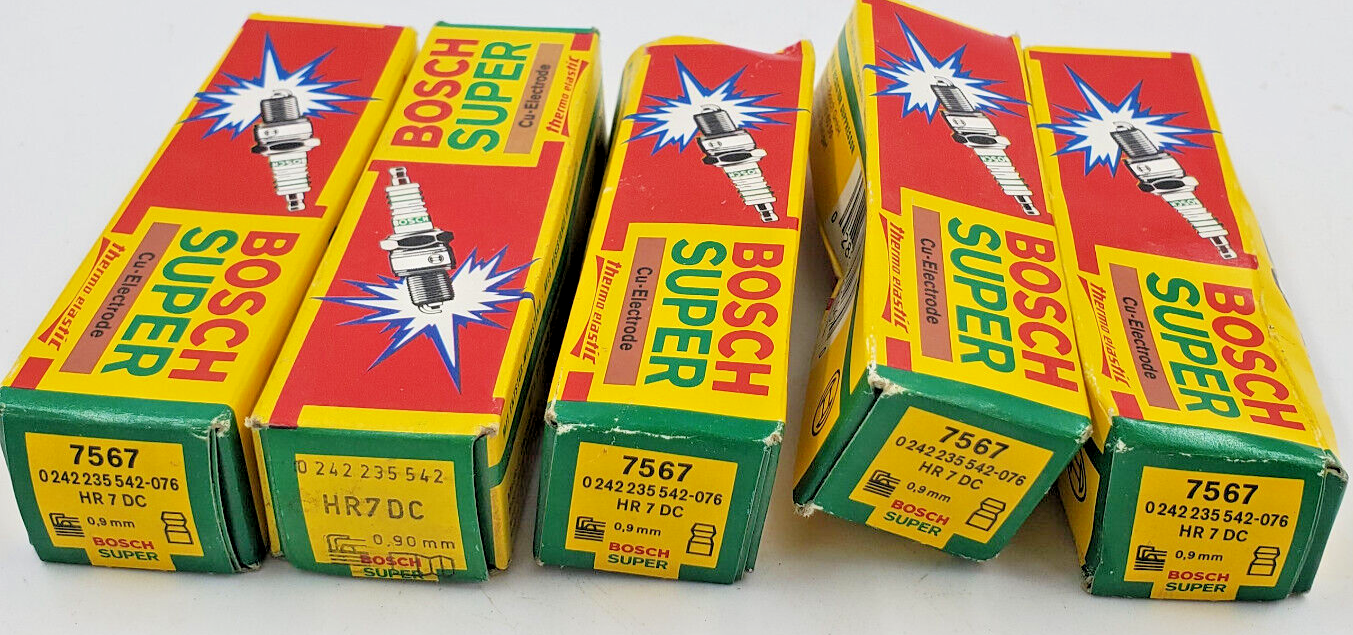 BOSCH
SUPER
Cu-Electrode
thermo elastic
BOSCH
7567
0 242 235 542-076
HR 7 DC
0,9 mm
BOSCH
SUPER
BOSCH
SUPER
Cu-Electrode
thermo elastic
BOSCH
0 242 235 542
HR7DC
0.90 mm
BOSCH
SUPER
BOSCH
SUPER
Cu-Electrode
thermo elastic
BOSCH
7567
0 242 235 542-076
HR 7 DC
0,9 mm
BOSCH
SUPER
BOSCH
SUPER
Cu-Electrode
thermo elastic
BOSCH
7567
0 242 235 542-076
HR 7 DC
0,9 mm
BOSCH
SUPER
BOSCH
SUPER
Cu-Electrode
thermo elastic
7567
0 242 235 542-076
HR 7 DC
0,9 mm
BOSCH
SUPER